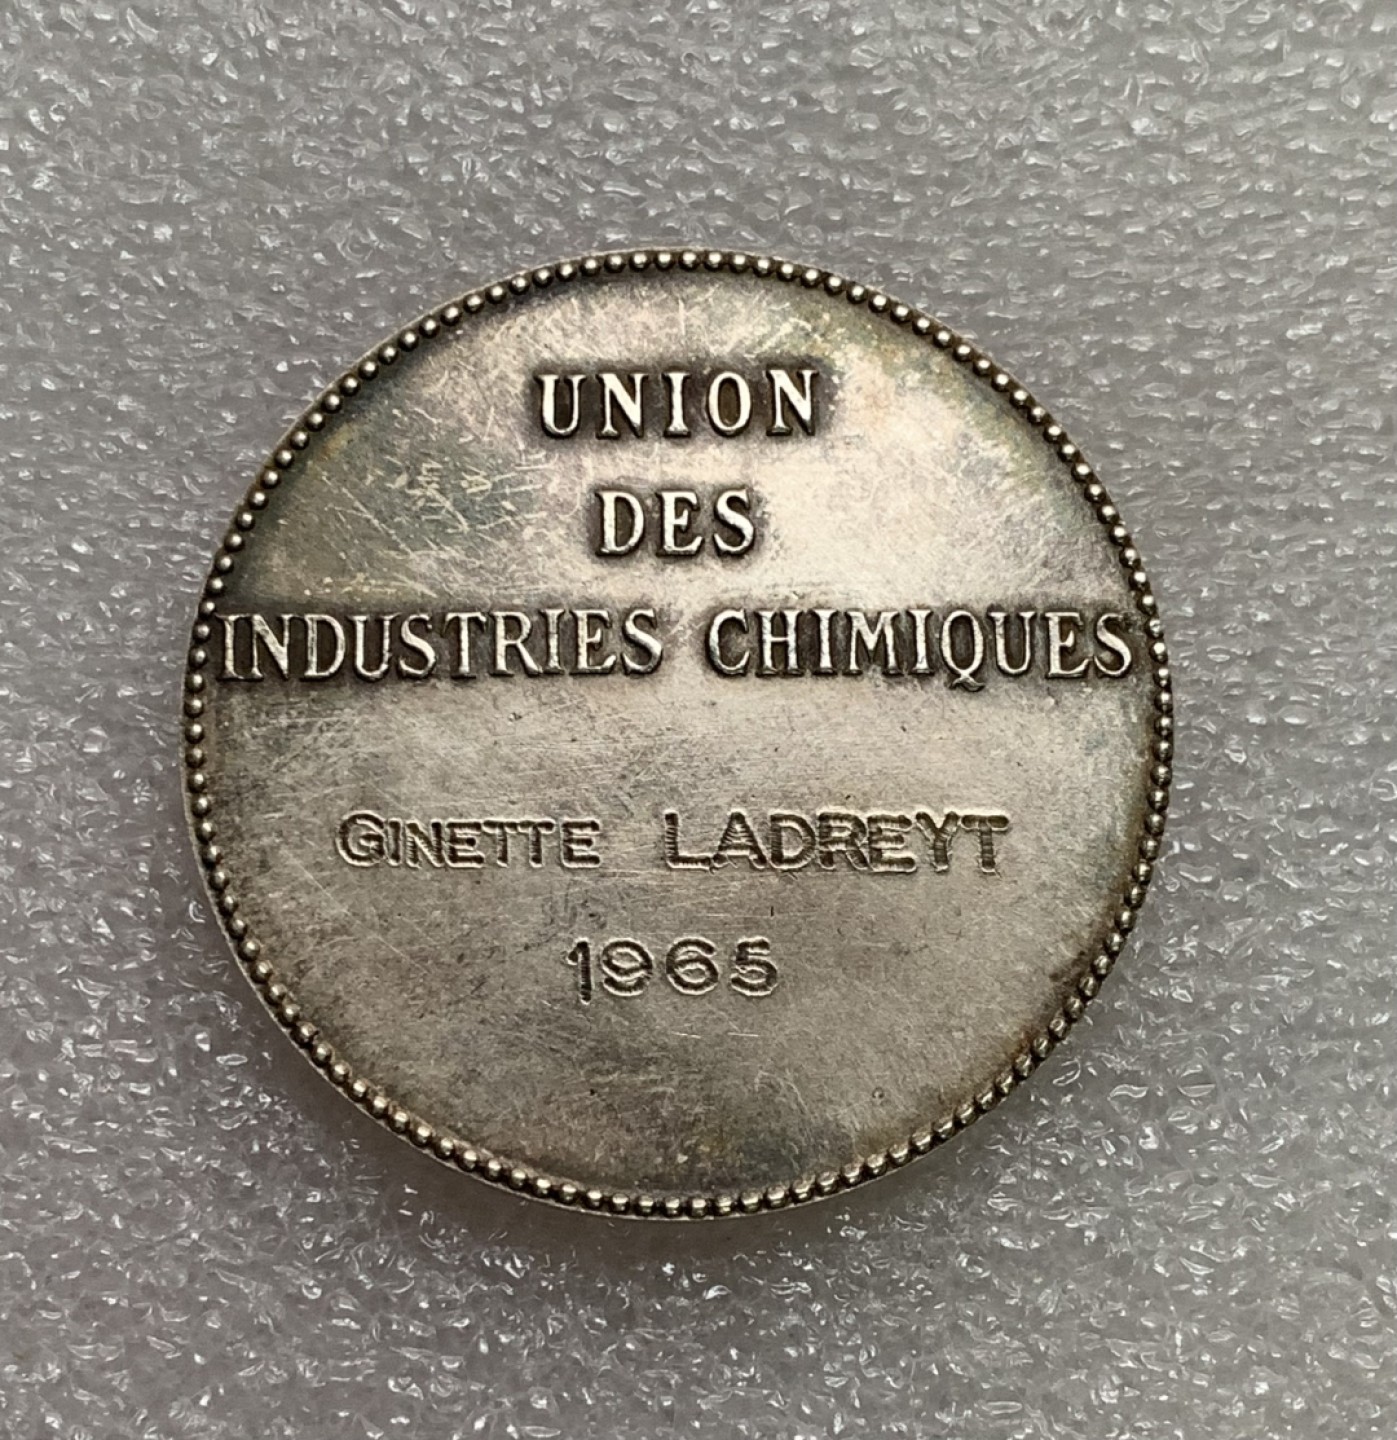 UNION
DES
INDUSTRIES CHIMIQUES
GINETTE LADREYT
1965